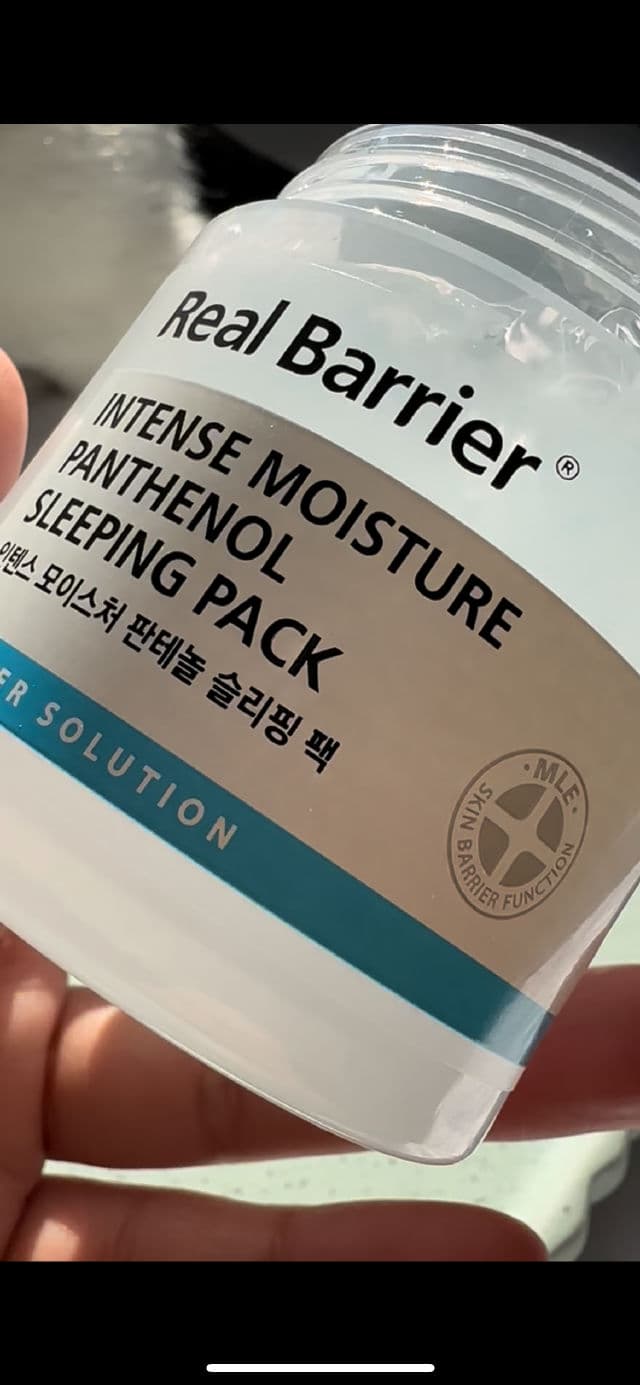 Real Barrier ®
INTENSE MOISTURE
PANTHENOL
SLEEPING PACK
인텐스 모이스처 판테놀 슬리핑 팩
SOLUTION
MLE
SKIN BARRIER FUNCTION